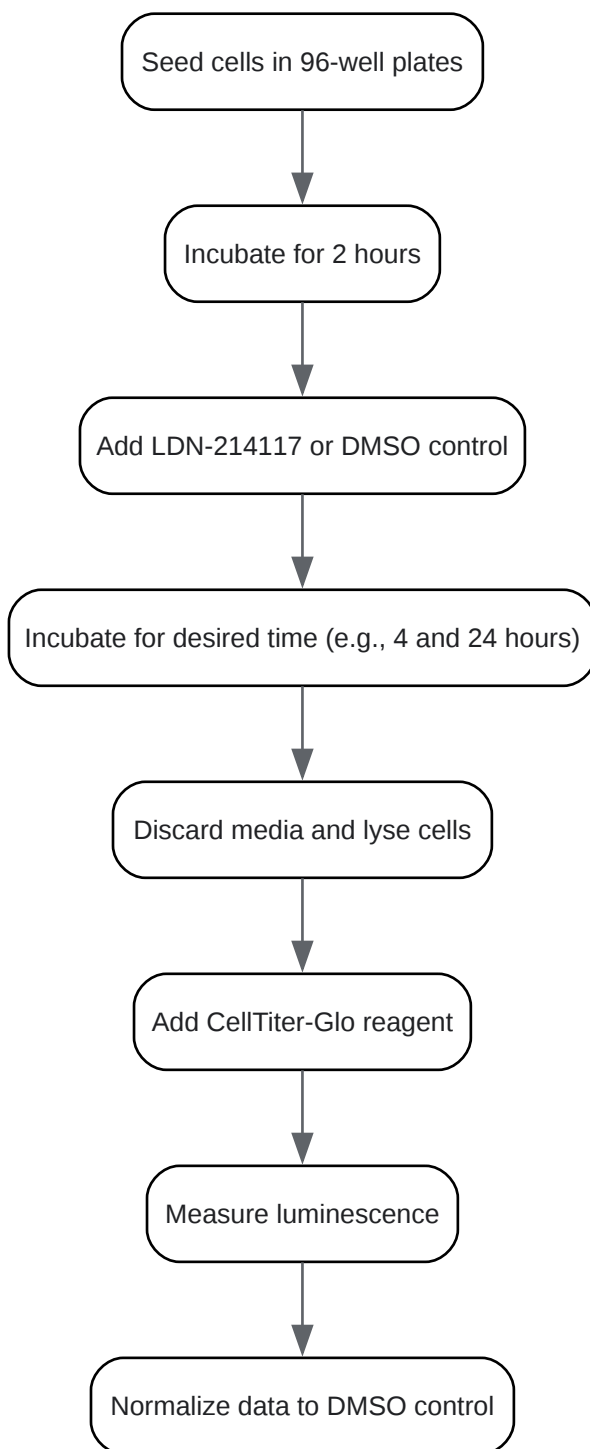 Seed cells in 96-well plates
Incubate for 2 hours
Add LDN-214117 or DMSO control
Incubate for desired time (e.g., 4 and 24 hours)
Discard media and lyse cells
Add CellTiter-Glo reagent
Measure luminescence
Normalize data to DMSO control